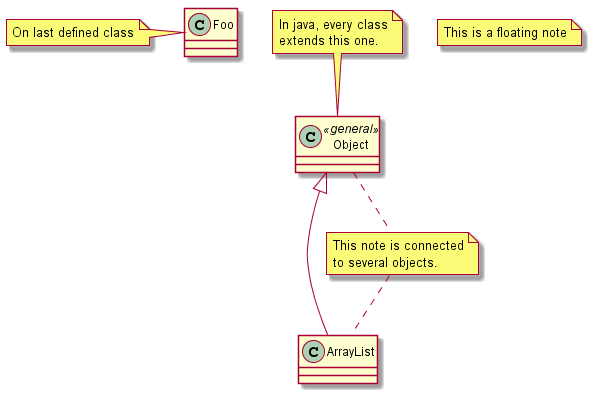 On last defined class
C Foo
In java, every class
extends this one.
This is a floating note
«general»
C Object
This note is connected
to several objects.
C ArrayList